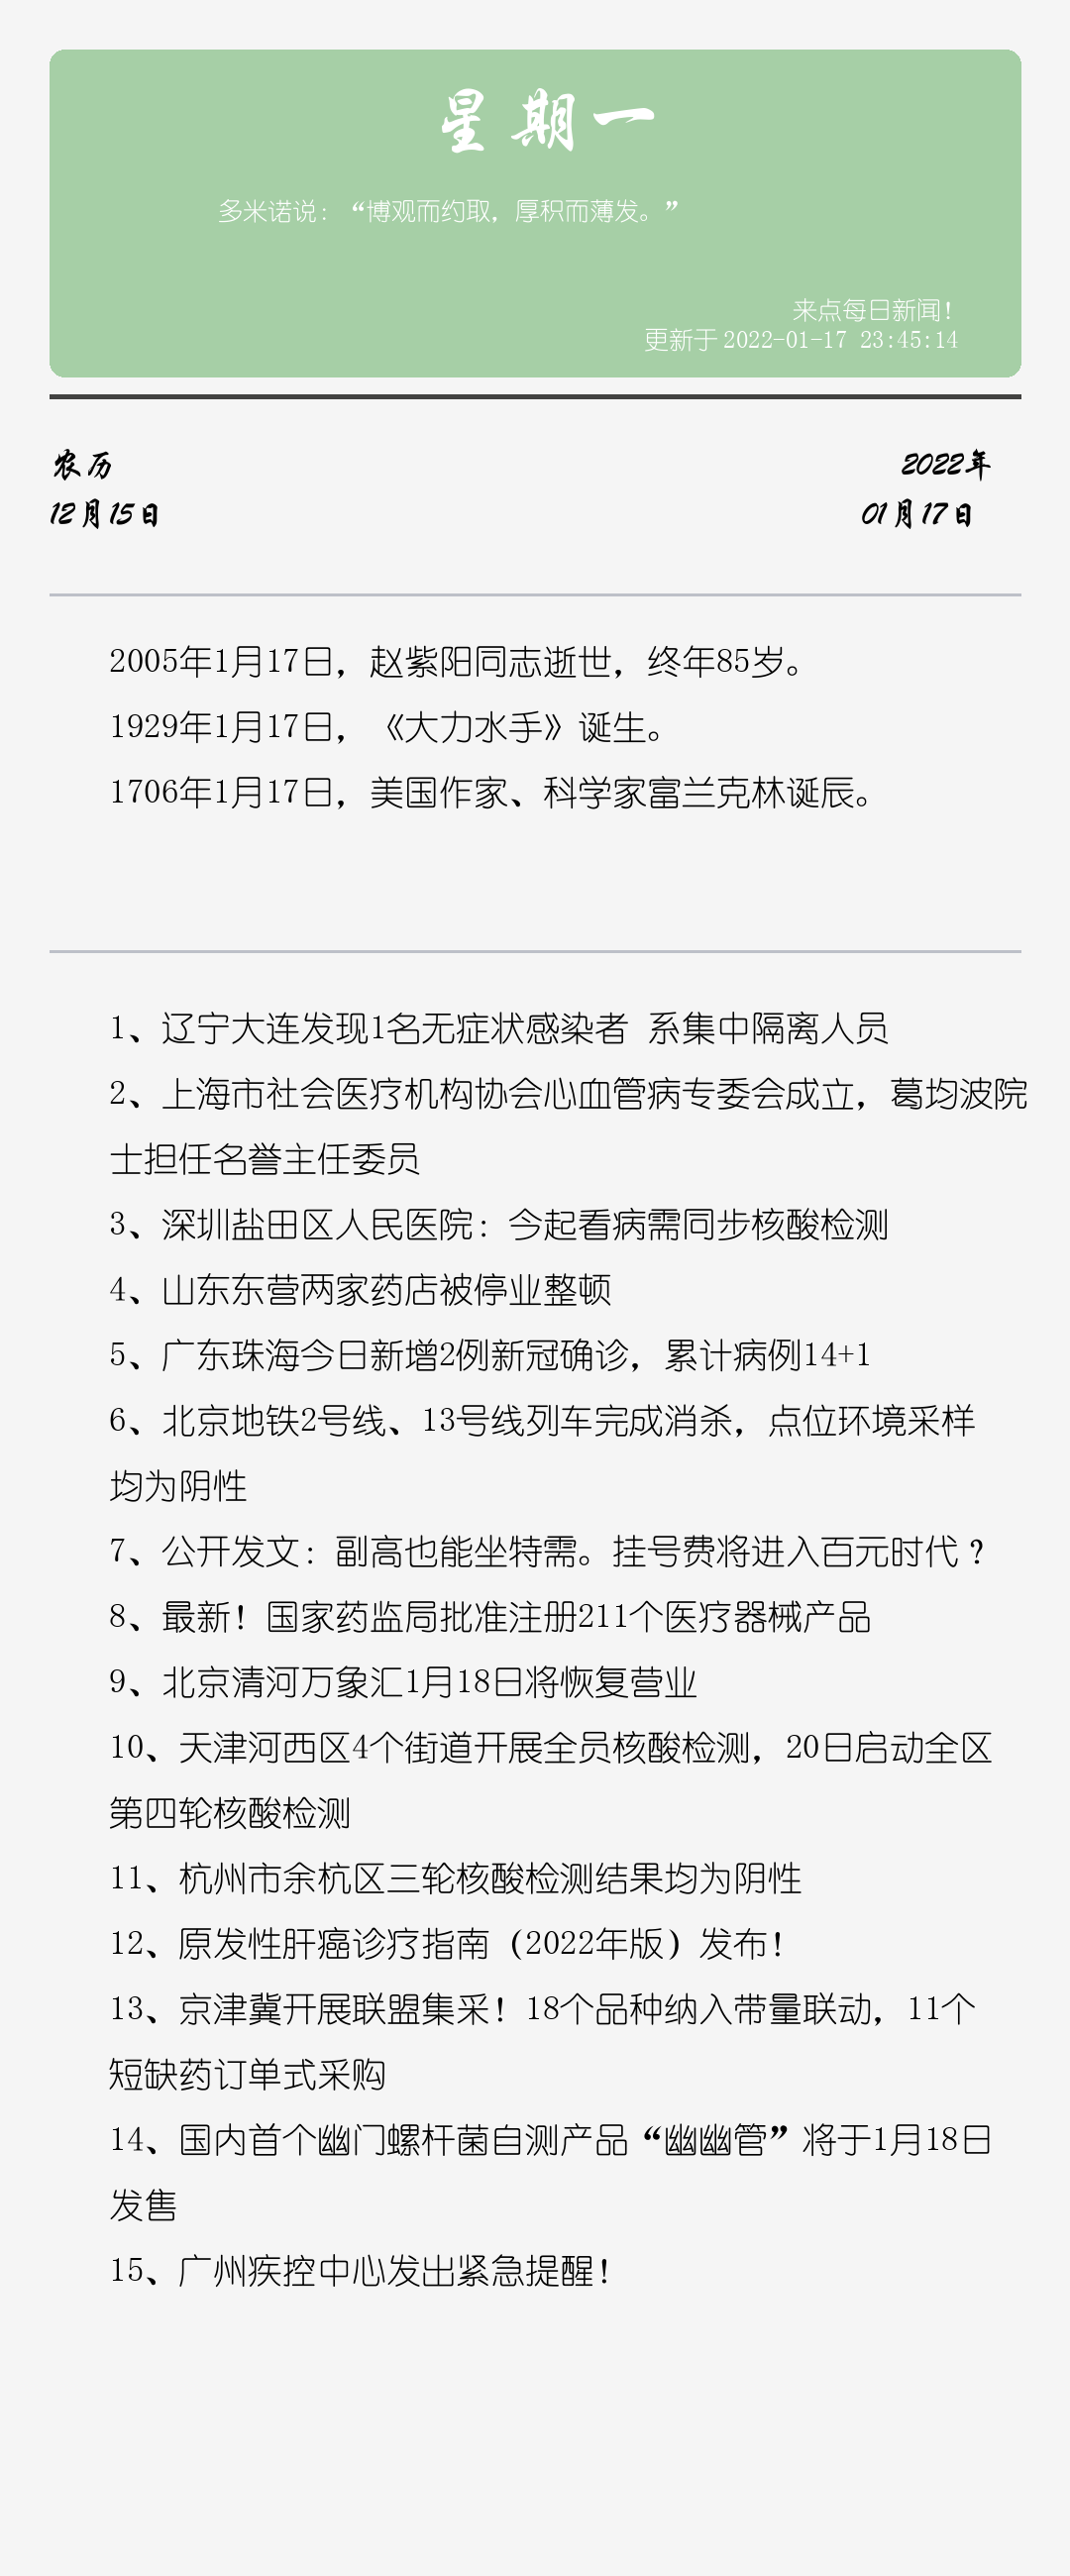 星期一
多米诺说：“博观而约取，厚积而薄发。”
来点每日新闻！
更新于 2022-01-17 23:45:14
农历
12月15日
2022年
01月17日
2005年1月17日，赵紫阳同志逝世，终年85岁。
1929年1月17日，《大力水手》诞生。
1706年1月17日，美国作家、科学家富兰克林诞辰。
1、辽宁大连发现1名无症状感染者 系集中隔离人员
2、上海市社会医疗机构协会心血管病专委会成立，葛均波院
士担任名誉主任委员
3、深圳盐田区人民医院：今起看病需同步核酸检测
4、山东东营两家药店被停业整顿
5、广东珠海今日新增2例新冠确诊，累计病例14+1
6、北京地铁2号线、13号线列车完成消杀，点位环境采样
均为阴性
7、公开发文：副高也能坐特需。挂号费将进入百元时代？
8、最新！国家药监局批准注册211个医疗器械产品
9、北京清河万象汇1月18日将恢复营业
10、天津河西区4个街道开展全员核酸检测，20日启动全区
第四轮核酸检测
11、杭州市余杭区三轮核酸检测结果均为阴性
12、原发性肝癌诊疗指南（2022年版）发布！
13、京津冀开展联盟集采！18个品种纳入带量联动，11个
短缺药订单式采购
14、国内首个幽门螺杆菌自测产品“幽幽管”将于1月18日
发售
15、广州疾控中心发出紧急提醒！